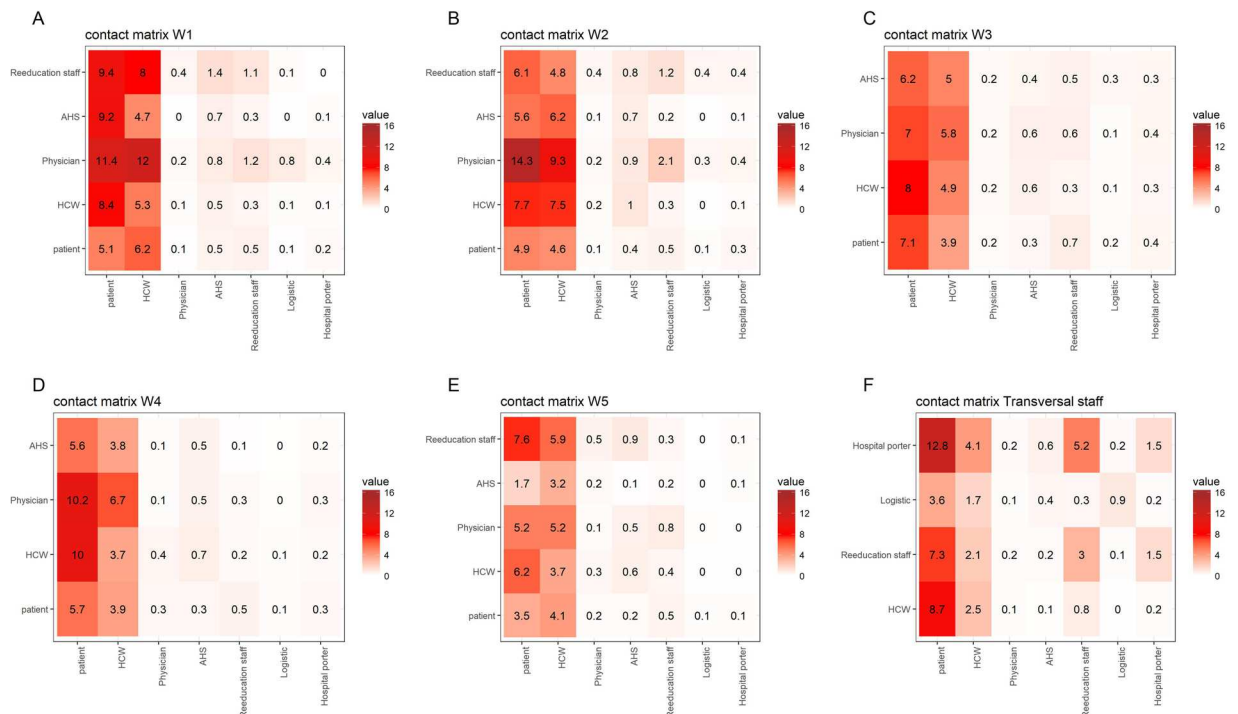 A
contact matrix W1
Reeducation staff 9.4 8 0.4 1.4 1.1 0.1 0
AHS 9.2 4.7 0 0.7 0.3 0 0.1
Physician 11.4 12 0.2 0.8 1.2 0.8 0.4
HCW 8.4 5.3 0.1 0.5 0.3 0.1 0.1
patient 5.1 6.2 0.1 0.5 0.5 0.1 0.2
patient HCW Physician AHS Reeducation staff Logistic Hospital porter
value
16
12
8
4
0
B
contact matrix W2
Reeducation staff 6.1 4.8 0.4 0.8 1.2 0.4 0.4
AHS 5.6 6.2 0.1 0.7 0.2 0 0.1
Physician 14.3 9.3 0.2 0.9 2.1 0.3 0.4
HCW 7.7 7.5 0.2 1 0.3 0 0.1
patient 4.9 4.6 0.1 0.4 0.5 0.1 0.3
patient HCW Physician AHS Reeducation staff Logistic Hospital porter
value
16
12
8
4
0
C
contact matrix W3
AHS 6.2 5 0.2 0.4 0.5 0.3 0.3
Physician 7 5.8 0.2 0.6 0.6 0.1 0.4
HCW 8 4.9 0.2 0.6 0.3 0.1 0.3
patient 7.1 3.9 0.2 0.3 0.7 0.2 0.4
patient HCW Physician AHS Reeducation staff Logistic Hospital porter
value
16
12
8
4
0
D
contact matrix W4
AHS 5.6 3.8 0.1 0.5 0.1 0 0.2
Physician 10.2 6.7 0.1 0.5 0.3 0 0.3
HCW 10 3.7 0.4 0.7 0.2 0.1 0.2
patient 5.7 3.9 0.3 0.3 0.5 0.1 0.3
patient HCW Physician AHS Reeducation staff Logistic Hospital porter
value
16
12
8
4
0
E
contact matrix W5
Reeducation staff 7.6 5.9 0.5 0.9 0.3 0 0.1
AHS 1.7 3.2 0.2 0.1 0.2 0 0
Physician 5.2 5.2 0.1 0.5 0.8 0 0
HCW 6.2 3.7 0.3 0.6 0.4 0 0
patient 3.5 4.1 0.2 0.2 0.5 0.1 0.1
patient HCW Physician AHS Reeducation staff Logistic Hospital porter
value
16
12
8
4
0
F
contact matrix Transversal staff
Hospital porter 12.8 4.1 0.2 0.6 5.2 0.2 1.5
Logistic 3.6 1.7 0.1 0.4 0.3 0.9 0.2
Reeducation staff 7.3 2.1 0.2 0.2 3 0.1 1.5
HCW 8.7 2.5 0.1 0.1 0.8 0 0.2
patient HCW Physician AHS Reeducation staff Logistic Hospital porter
value
16
12
8
4
0